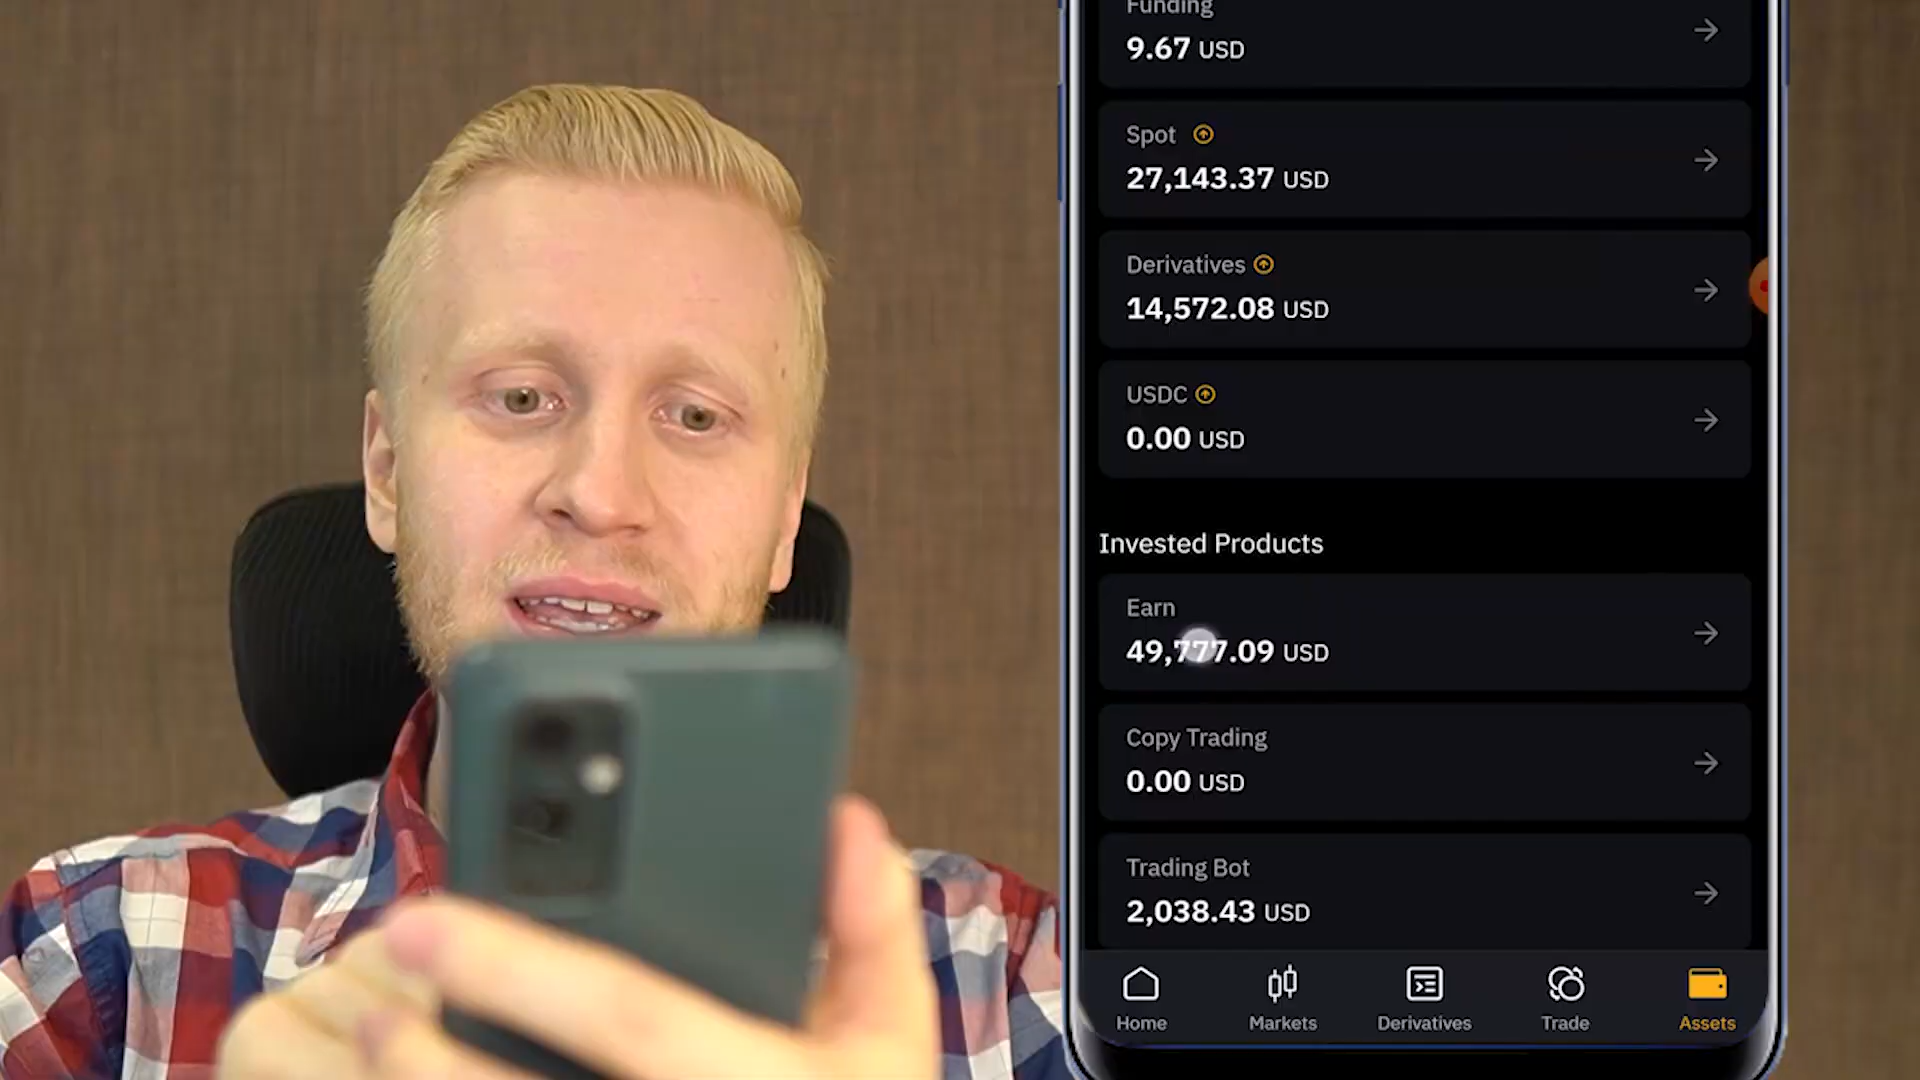 Funding
9.67 USD
Spot
27,143.37 USD
Derivatives
14,572.08 USD
USDC
0.00 USD
Invested Products
Earn
49,777.09 USD
Copy Trading
0.00 USD
Trading Bot
2,038.43 USD
Home Markets Derivatives Trade Assets